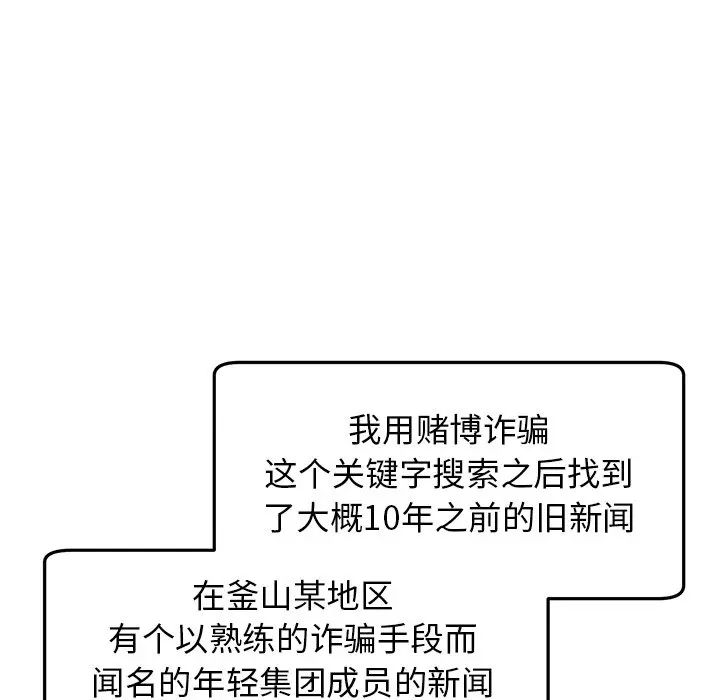 我用赌博诈骗
这个关键字搜索之后找到
了大概10年之前的旧新闻
在釜山某地区
有个以熟练的诈骗手段而
闻名的年轻集团成员的新闻